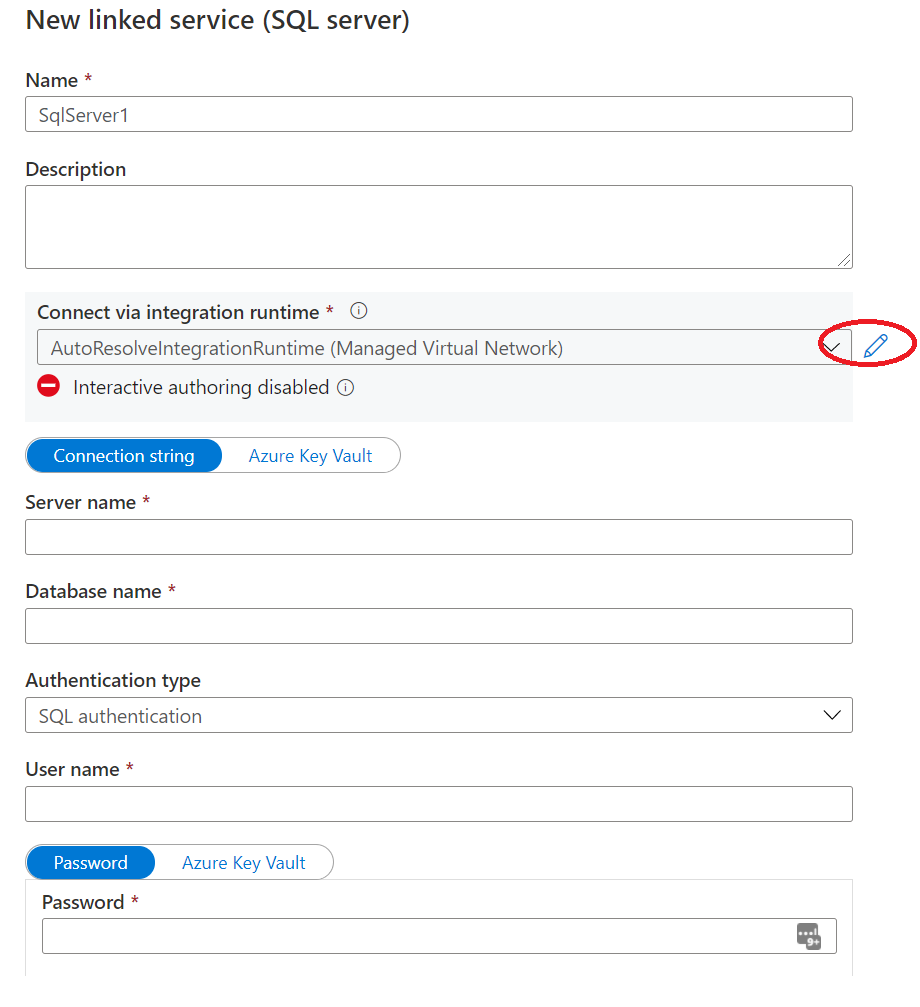 New linked service (SQL server)
Name *
SqlServer1
Description
Connect via integration runtime *
AutoResolveIntegrationRuntime (Managed Virtual Network)
Interactive authoring disabled
Connection string Azure Key Vault
Server name *
Database name *
Authentication type
SQL authentication
User name *
Password Azure Key Vault
Password *
9+